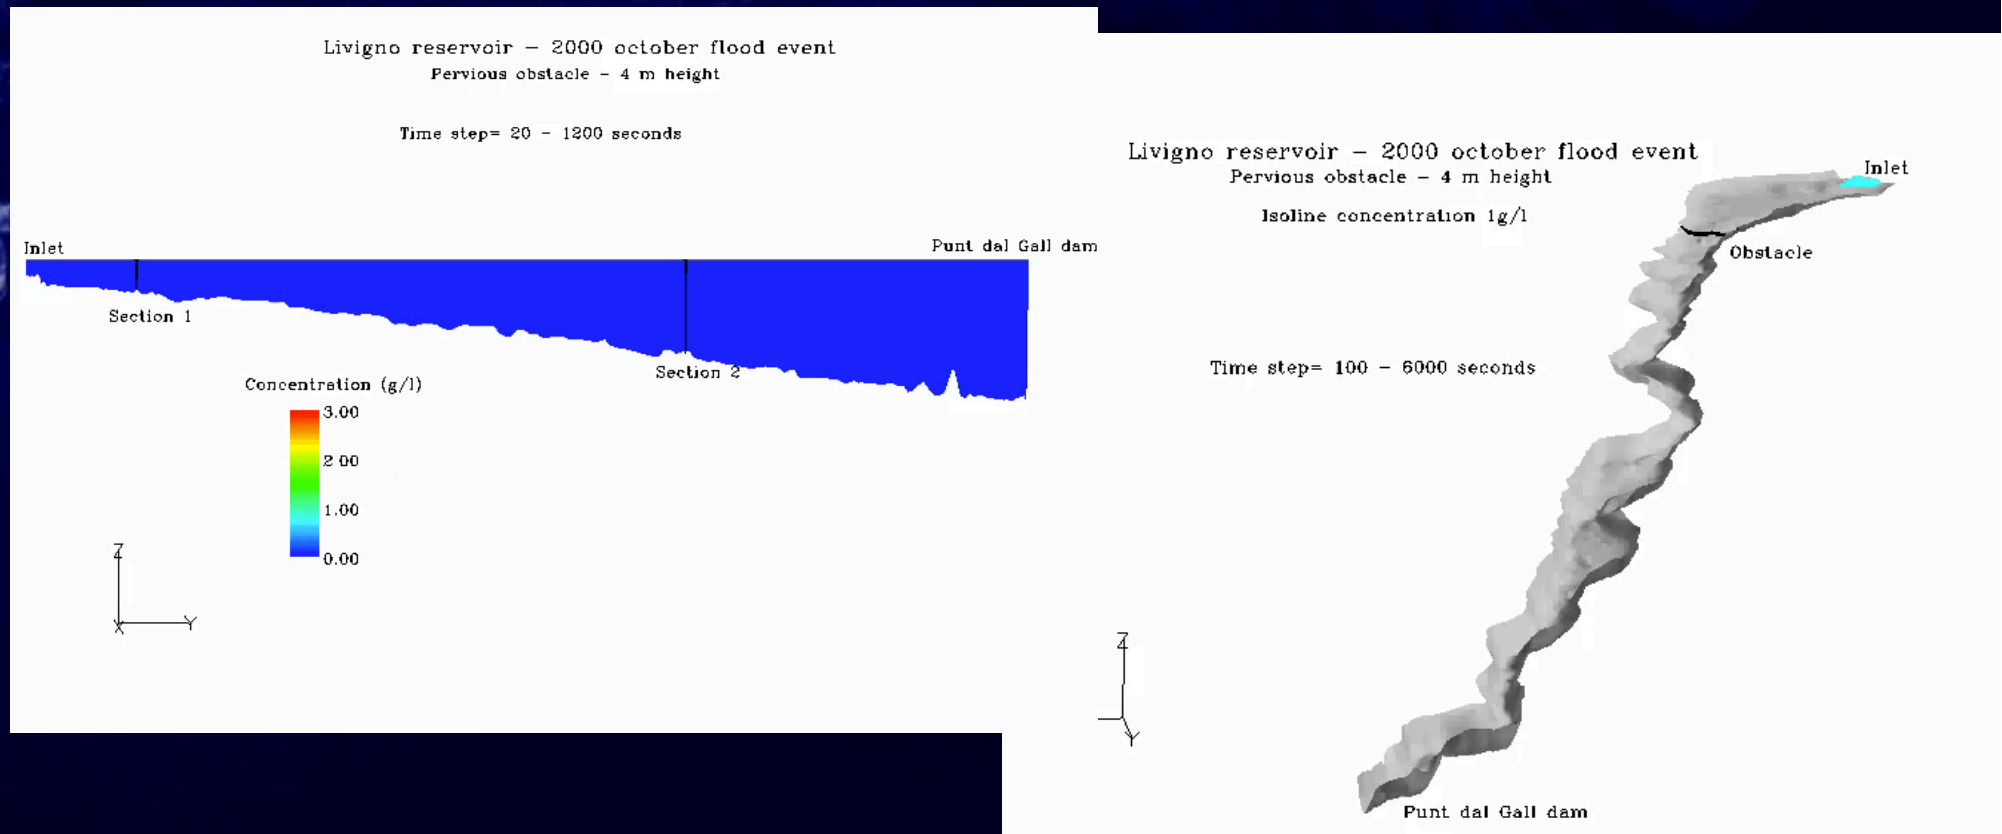 Livigno reservoir – 2000 october flood event
Pervious obstacle – 4 m height
Time step= 20 – 1200 seconds
Inlet
Punt dal Gall dam
Section 1
Section 2
Concentration (g/l)
3.00
2 00
1.00
0.00
Z
X
Y
Livigno reservoir – 2000 october flood event
Pervious obstacle – 4 m height
Isoline concentration 1g/l
Inlet
Obstacle
Time step= 100 – 6000 seconds
Z
Y
Punt dal Gall dam